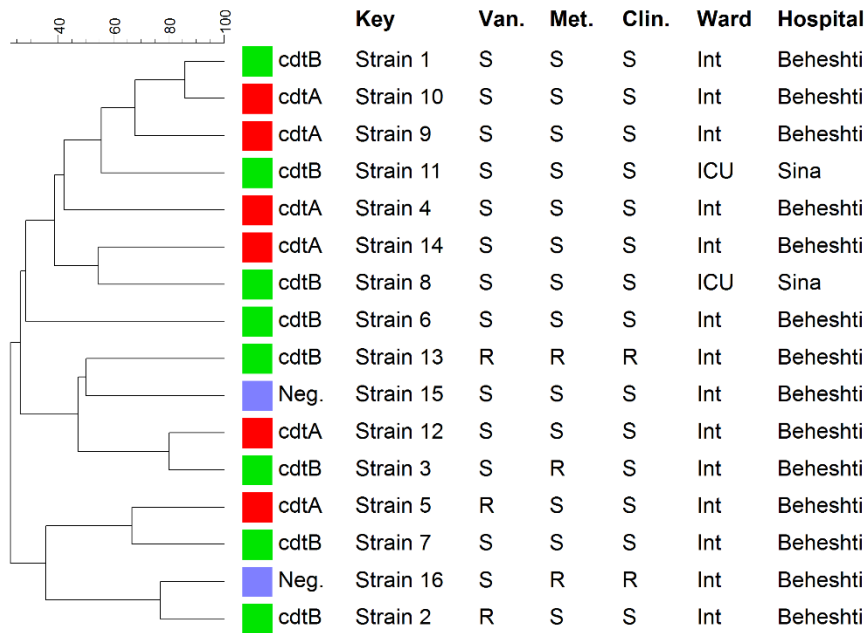 40 60 80 100
Key Van. Met. Clin. Ward Hospital
cdtB Strain 1 S S S Int Beheshti
cdtA Strain 10 S S S Int Beheshti
cdtA Strain 9 S S S Int Beheshti
cdtB Strain 11 S S S ICU Sina
cdtA Strain 4 S S S Int Beheshti
cdtA Strain 14 S S S Int Beheshti
cdtB Strain 8 S S S ICU Sina
cdtB Strain 6 S S S Int Beheshti
cdtB Strain 13 R R R Int Beheshti
Neg. Strain 15 S S S Int Beheshti
cdtA Strain 12 S S S Int Beheshti
cdtB Strain 3 S R S Int Beheshti
cdtA Strain 5 R S S Int Beheshti
cdtB Strain 7 S S S Int Beheshti
Neg. Strain 16 S R R Int Beheshti
cdtB Strain 2 R S S Int Beheshti